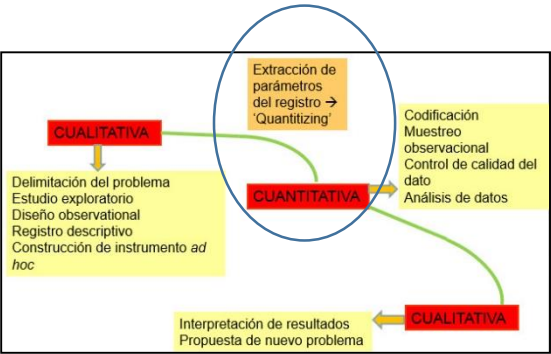 Extracción de
parámetros
del registro →
‘Quantitizing’
CUALITATIVA
Codificación
Muestreo
observacional
Control de calidad del
dato
Análisis de datos
Delimitación del problema
Estudio exploratorio
Diseño observational
Registro descriptivo
Construcción de instrumento ad
hoc
CUANTITATIVA
CUALITATIVA
Interpretación de resultados
Propuesta de nuevo problema